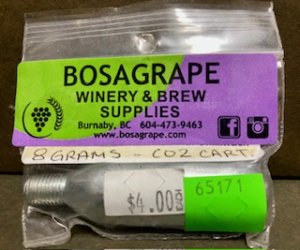 BOSAGRAPE
WINERY & BREW
SUPPLIES
Burnaby, BC 604-473-9463
www.bosagrape.com
8 GRAMS - CO2 CART.
$4.00
65171